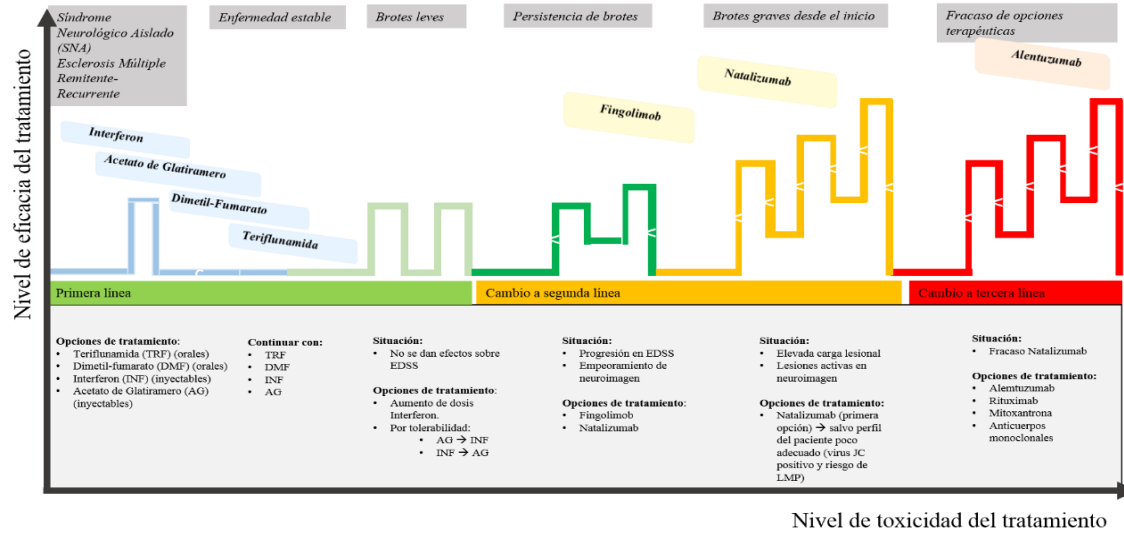 Síndrome
Neurológico Aislado
(SNA)
Esclerosis Múltiple
Remitente-
Recurrente
Enfermedad estable
Brotes leves
Persistencia de brotes
Brotes graves desde el inicio
Fracaso de opciones
terapéuticas
Nivel de eficacia del tratamiento
Interferon
Acetato de Glatiramero
Dimetil-Fumarato
Teriflunamida
Fingolimob
Natalizumab
Alentuzumab
Primera línea
Cambio a segunda línea
Cambio a tercera línea
Opciones de tratamiento:
• Teriflunamida (TRF) (orales)
• Dimetil-fumarato (DMF) (orales)
• Interferon (INF) (inyectables)
• Acetato de Glatiramero (AG)
(inyectables)
Continuar con:
• TRF
• DMF
• INF
• AG
Situación:
• No se dan efectos sobre
EDSS
Opciones de tratamiento:
• Aumento de dosis
Interferon.
• Por tolerabilidad:
• AG → INF
• INF → AG
Situación:
• Progresión en EDSS
• Empeoramiento de
neuroimagen
Opciones de tratamiento:
• Fingolimob
• Natalizumab
Situación:
• Elevada carga lesional
• Lesiones activas en
neuroimagen
Opciones de tratamiento:
• Natalizumab (primera
opción) → salvo perfil
del paciente poco
adecuado (virus JC
positivo y riesgo de
LMP)
Situación:
• Fracaso Natalizumab
Opciones de tratamiento:
• Alemtuzumab
• Rituximab
• Mitoxantrona
• Anticuerpos
monoclonales
Nivel de toxicidad del tratamiento